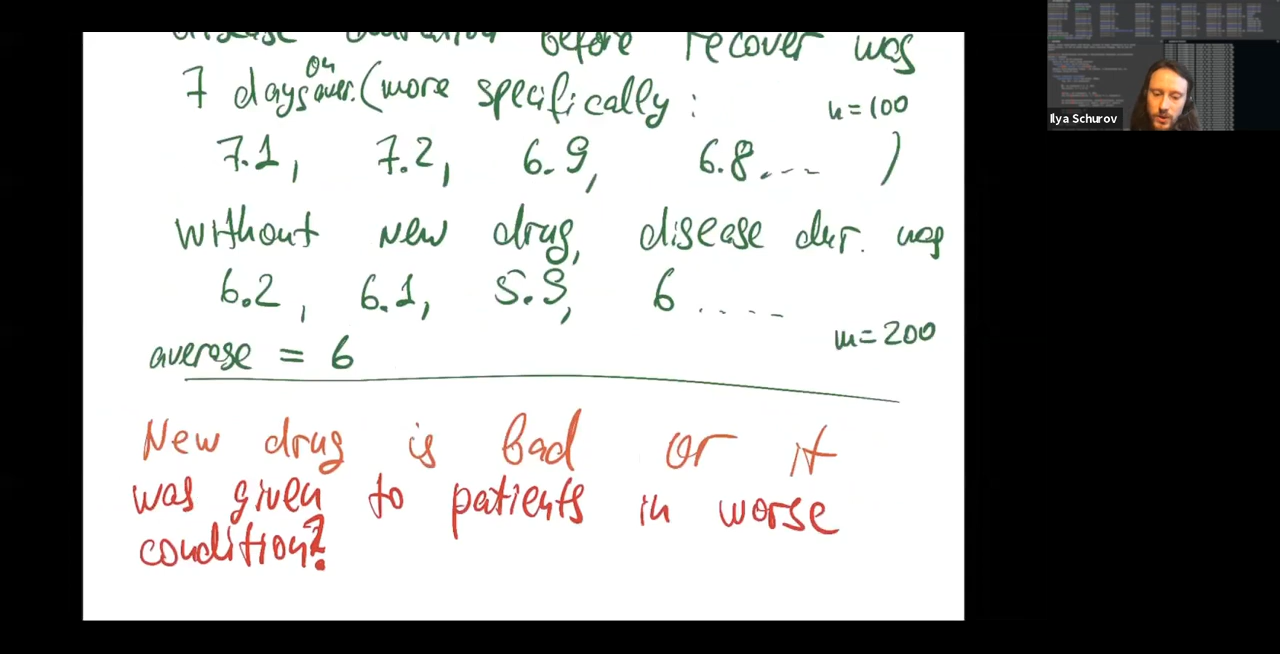 disease duration before recover was
on
7 days aver. (more specifically:
n=100
7.1, 7.2, 6.9, 6.8.... )
without new drug, disease dur. was
6.2, 6.1, 5.9, 6 ....
m=200
average = 6
New drug is bad or it
was given to patients in worse
condition?
Ilya Schurov